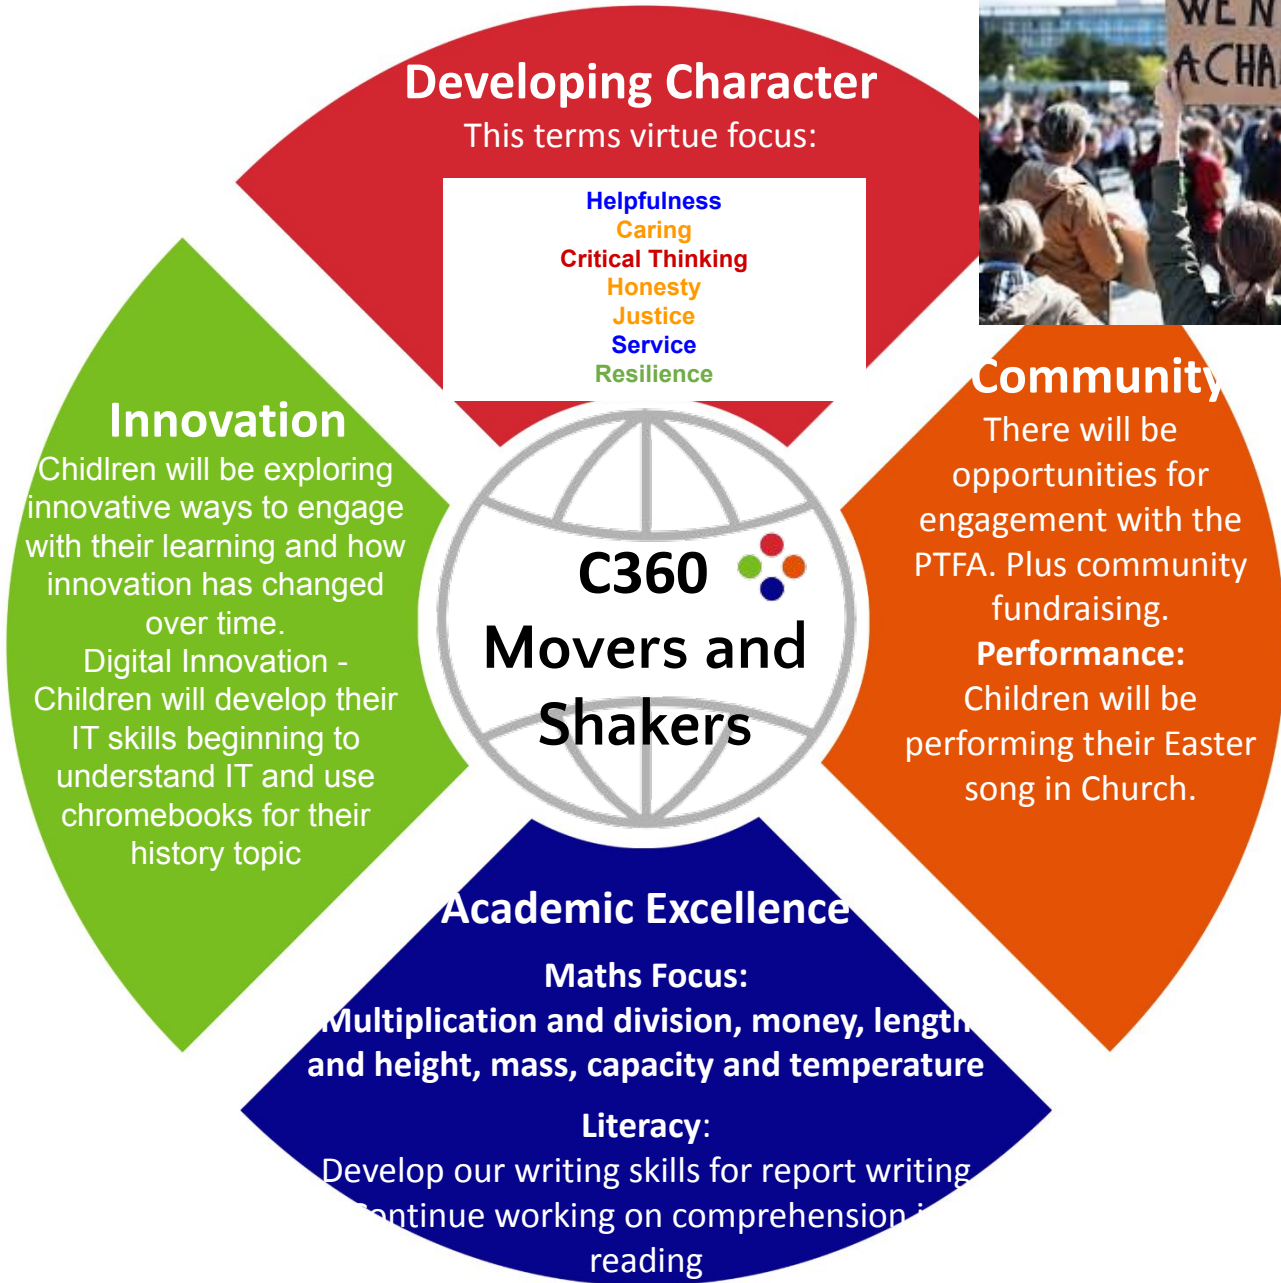 WE N
A CHA
Developing Character
This terms virtue focus:
Helpfulness
Caring
Critical Thinking
Honesty
Justice
Service
Resilience
Innovation
Chidlren will be exploring
innovative ways to engage
with their learning and how
innovation has changed
over time.
Digital Innovation -
Children will develop their
IT skills beginning to
understand IT and use
chromebooks for their
history topic
C360
Movers and
Shakers
Community
There will be
opportunities for
engagement with the
PTFA. Plus community
fundraising.
Performance:
Children will be
performing their Easter
song in Church.
Academic Excellence
Maths Focus:
Multiplication and division, money, length
and height, mass, capacity and temperature
Literacy:
Develop our writing skills for report writing
Continue working on comprehension i
reading